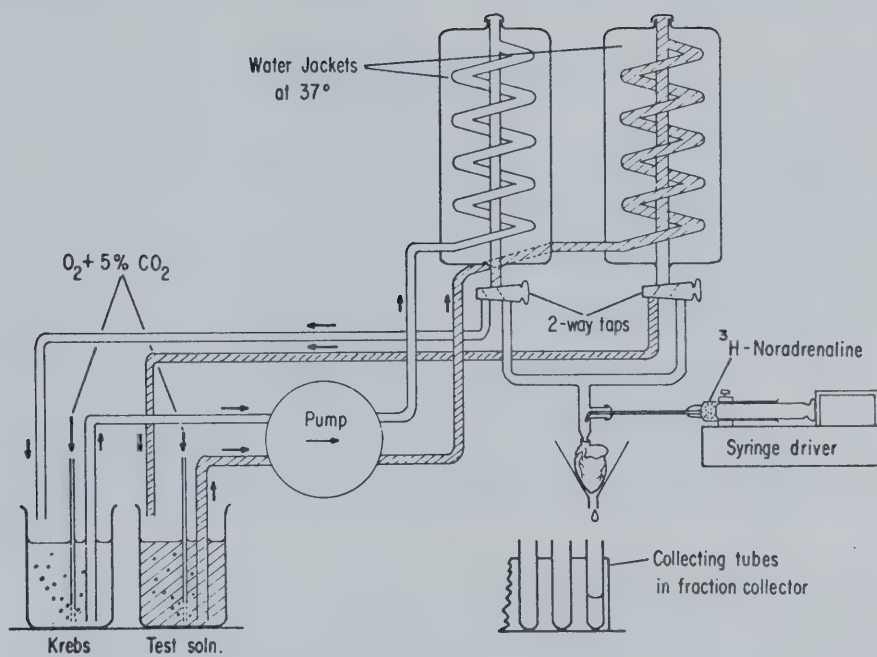 Water Jackets
at 37°
O₂ + 5% CO₂
2-way taps
³H-Noradrenaline
Pump
Syringe driver
Collecting tubes
in fraction collector
Krebs
Test soln.